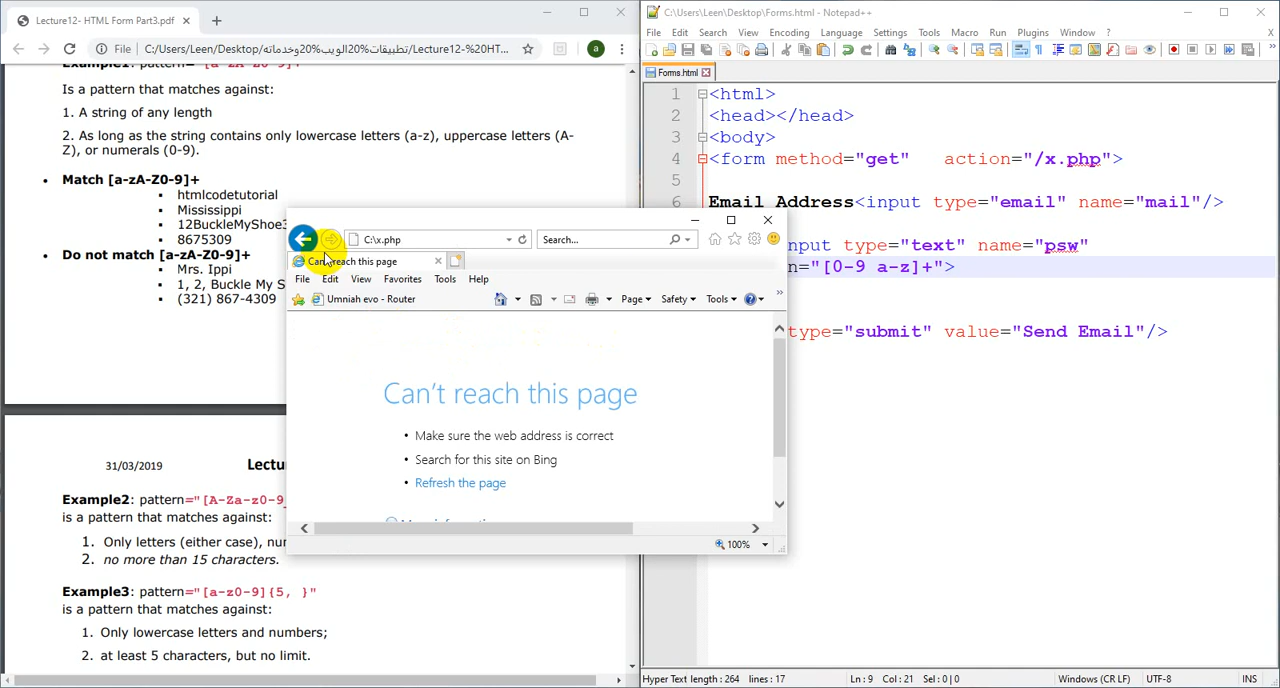 Lecture12- HTML Form Part3.pdf
File
C:/Users/Leen/Desktop/تطبيقات%20الويب%20وخدماته/Lecture12-%20HT...
a
Example1: pattern="[a-zA-Z0-9]+"
Is a pattern that matches against:
1. A string of any length
2. As long as the string contains only lowercase letters (a-z), uppercase letters (A-
Z), or numerals (0-9).
• Match [a-zA-Z0-9]+
htmlcodetutorial
Mississippi
12BuckleMyShoe3
8675309
• Do not match [a-zA-Z0-9]+
Mrs. Ippi
1, 2, Buckle My S
(321) 867-4309
31/03/2019
Lectu
Example2: pattern="[A-Za-z0-9]
is a pattern that matches against:
1. Only letters (either case), nu
2. no more than 15 characters.
Example3: pattern="[a-z0-9]{5, }"
is a pattern that matches against:
1. Only lowercase letters and numbers;
2. at least 5 characters, but no limit.
C:\x.php
Search...
Can't reach this page
File Edit View Favorites Tools Help
Umniah evo - Router
Page Safety Tools
Can't reach this page
• Make sure the web address is correct
• Search for this site on Bing
• Refresh the page
100%
C:\Users\Leen\Desktop\Forms.html - Notepad++
File Edit Search View Encoding Language Settings Tools Macro Run Plugins Window ? X
Forms.html
1 <html>
2 <head></head>
3 <body>
4 <form method="get" action="/x.php">
5
6 Email Address<input type="email" name="mail"/>
nput type="text" name="psw"
n="[0-9 a-z]+">
type="submit" value="Send Email"/>
Hyper Text length : 264 lines : 17 Ln : 9 Col : 21 Sel : 0 | 0 Windows (CR LF) UTF-8 INS